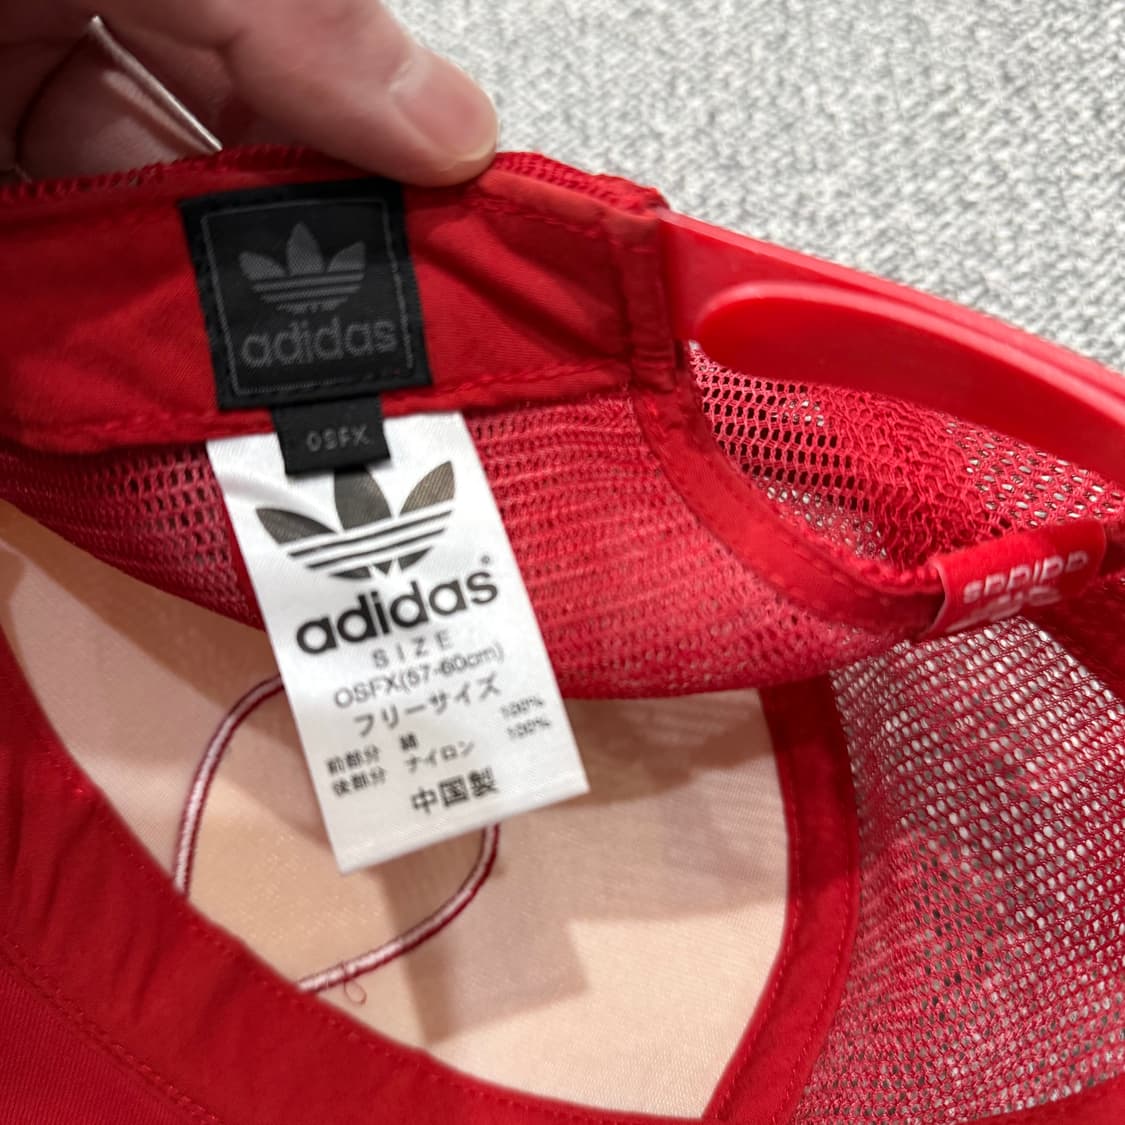 adidas
OSFX
adidas®
SIZE
OSFX(57-60cm)
フリーサイズ
前部分 綿 100%
後部分 ナイロン 100%
中国製